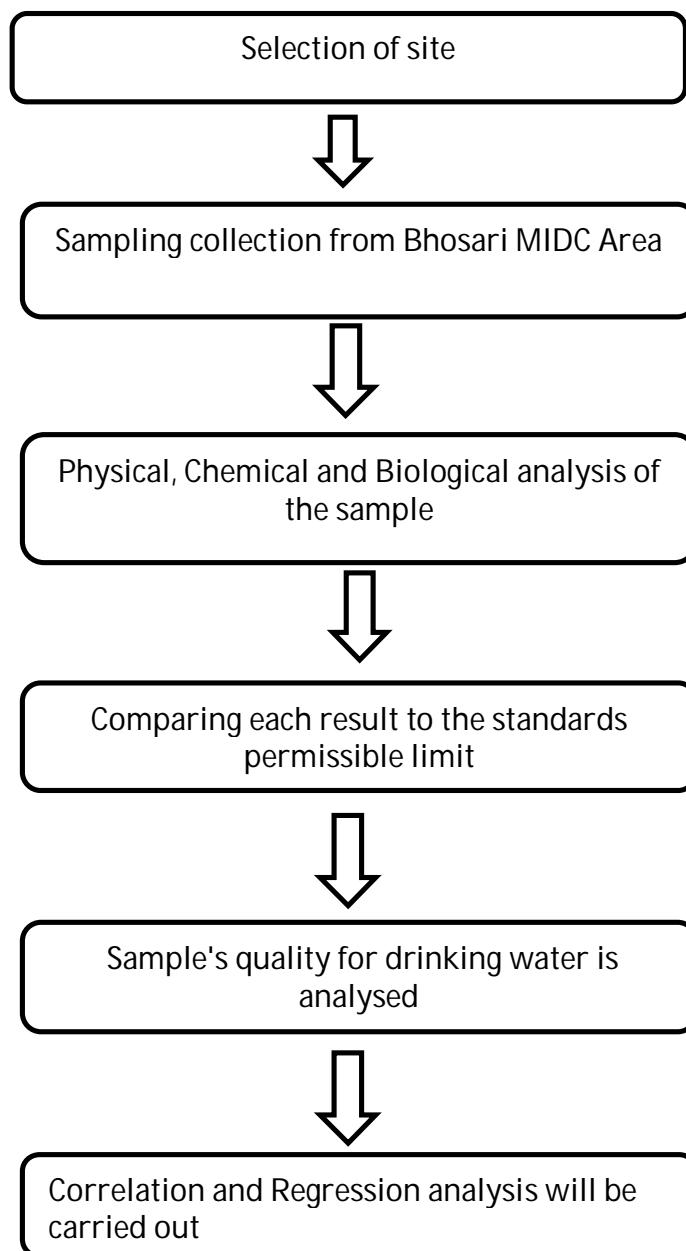 Selection of site
Sampling collection from Bhosari MIDC Area
Physical, Chemical and Biological analysis of
the sample
Comparing each result to the standards
permissible limit
Sample's quality for drinking water is
analysed
Correlation and Regression analysis will be
carried out